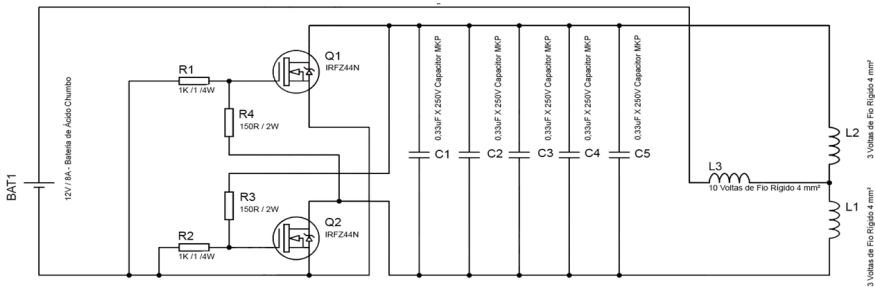 BAT1
12V / 8A - Bateria de Ácido Chumbo
R1
1K /1 /4W
R4
150R / 2W
R3
150R / 2W
R2
1K /1/4W
Q1
IRFZ44N
Q2
IRFZ44N
0,33uF X 250V Capacitor MKP
C1
0,33uF X 250V Capacitor MKP
C2
0,33uF X 250V Capacitor MKP
C3
0,33uF X 250V Capacitor MKP
C4
0,33uF X 250V Capacitor MKP
C5
L3
10 Voltas de Fio Rígido 4 mm²
L2
3 Voltas de Fio Rígido 4 mm²
L1
3 Voltas de Fio Rígido 4 mm²